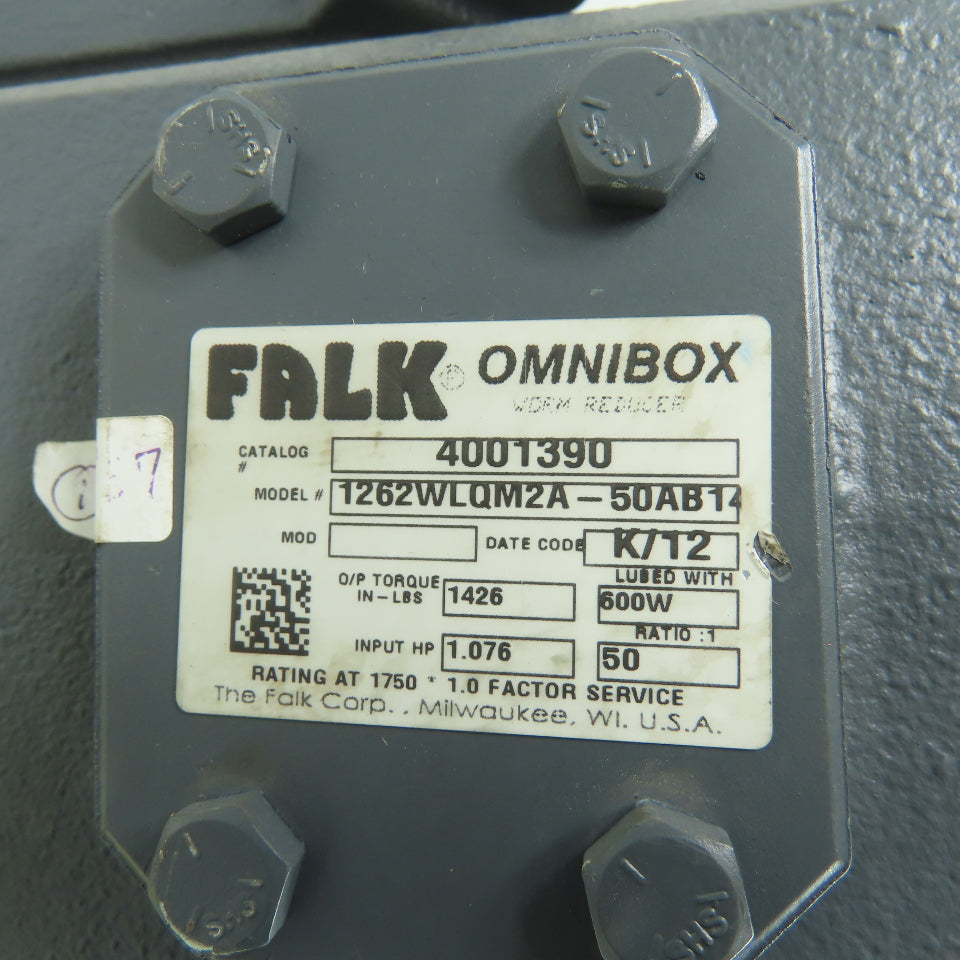 FALK® OMNIBOX
WORM REDUCER
CATALOG # 4001390
MODEL # 1262WLQM2A-50AB14
MOD DATE CODE K/12
O/P TORQUE IN-LBS 1426
LUBED WITH 600W
INPUT HP 1.076
RATIO :1 50
RATING AT 1750 * 1.0 FACTOR SERVICE
The Falk Corp., Milwaukee, WI. U.S.A.